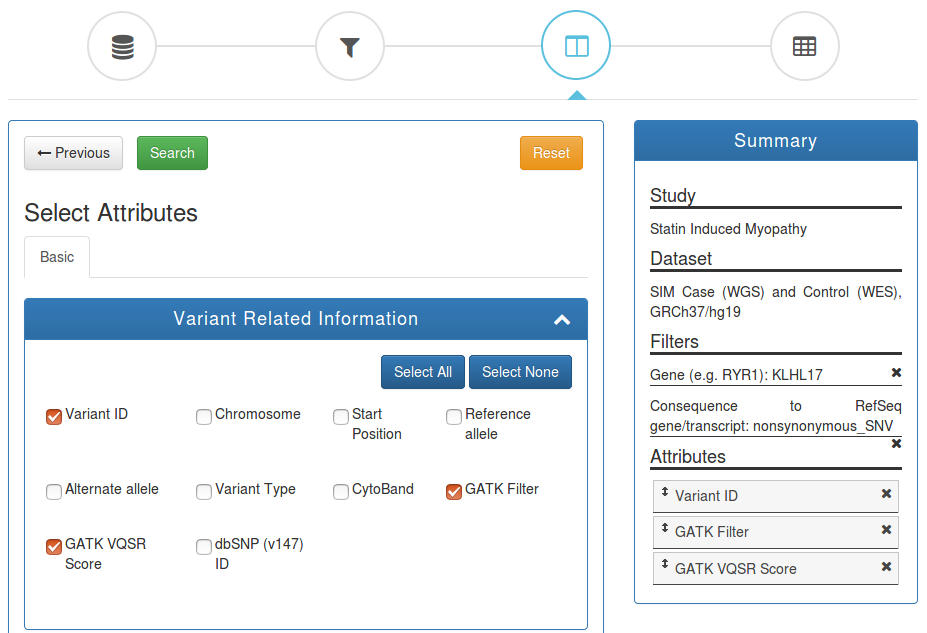 Previous
Search
Reset
Select Attributes
Basic
Variant Related Information
Select All
Select None
Variant ID
Chromosome
Start
Position
Reference
allele
Alternate allele
Variant Type
CytoBand
GATK Filter
GATK VQSR
Score
dbSNP (v147)
ID
Summary
Study
Statin Induced Myopathy
Dataset
SIM Case (WGS) and Control (WES),
GRCh37/hg19
Filters
Gene (e.g. RYR1): KLHL17
Consequence to RefSeq
gene/transcript: nonsynonymous_SNV
Attributes
Variant ID
GATK Filter
GATK VQSR Score